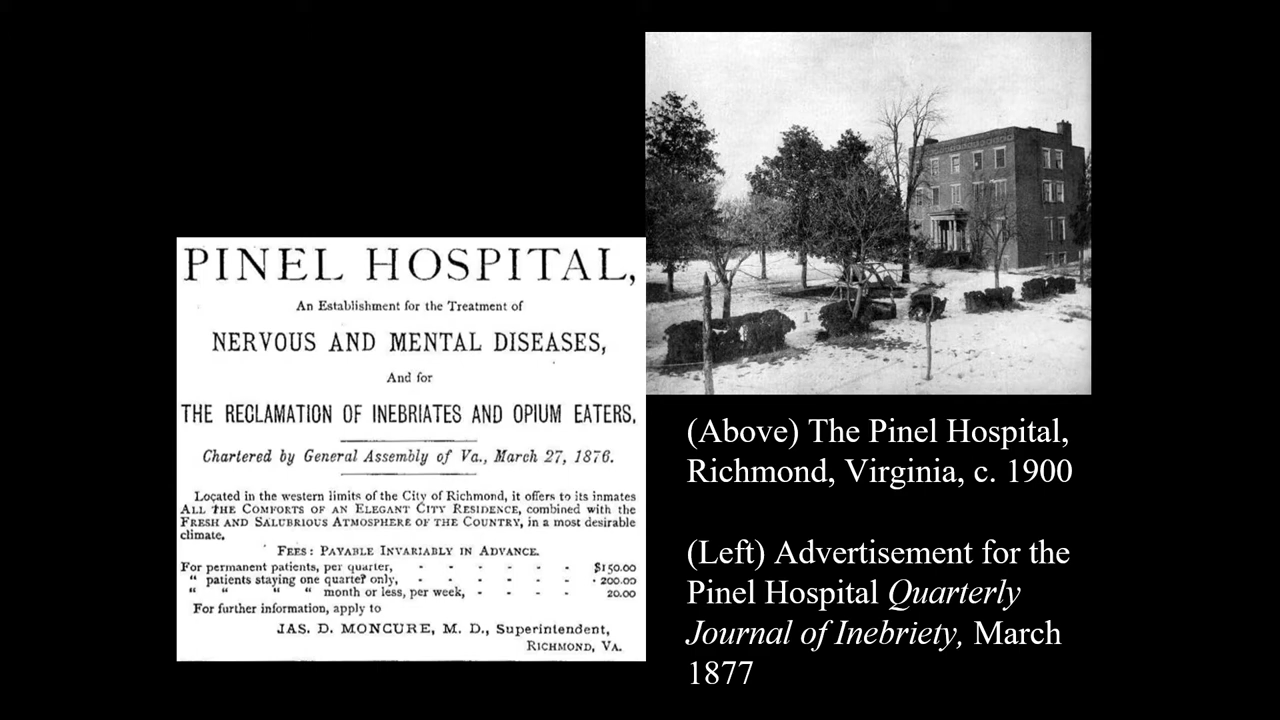 PINEL HOSPITAL,
An Establishment for the Treatment of
NERVOUS AND MENTAL DISEASES,
And for
THE RECLAMATION OF INEBRIATES AND OPIUM EATERS,
Chartered by General Assembly of Va., March 27, 1876.
Located in the western limits of the City of Richmond, it offers to its inmates
ALL THE COMFORTS OF AN ELEGANT CITY RESIDENCE, combined with the
FRESH AND SALUBRIOUS ATMOSPHERE OF THE COUNTRY, in a most desirable
climate.
FEES: PAYABLE INVARIABLY IN ADVANCE.
For permanent patients, per quarter, - - - - - $150.00
" patients staying one quarter only, - - - - - 200.00
" " " " month or less, per week, - - - 20.00
For further information, apply to
JAS. D. MONCURE, M. D., Superintendent,
RICHMOND, VA.
(Above) The Pinel Hospital,
Richmond, Virginia, c. 1900
(Left) Advertisement for the
Pinel Hospital Quarterly
Journal of Inebriety, March
1877